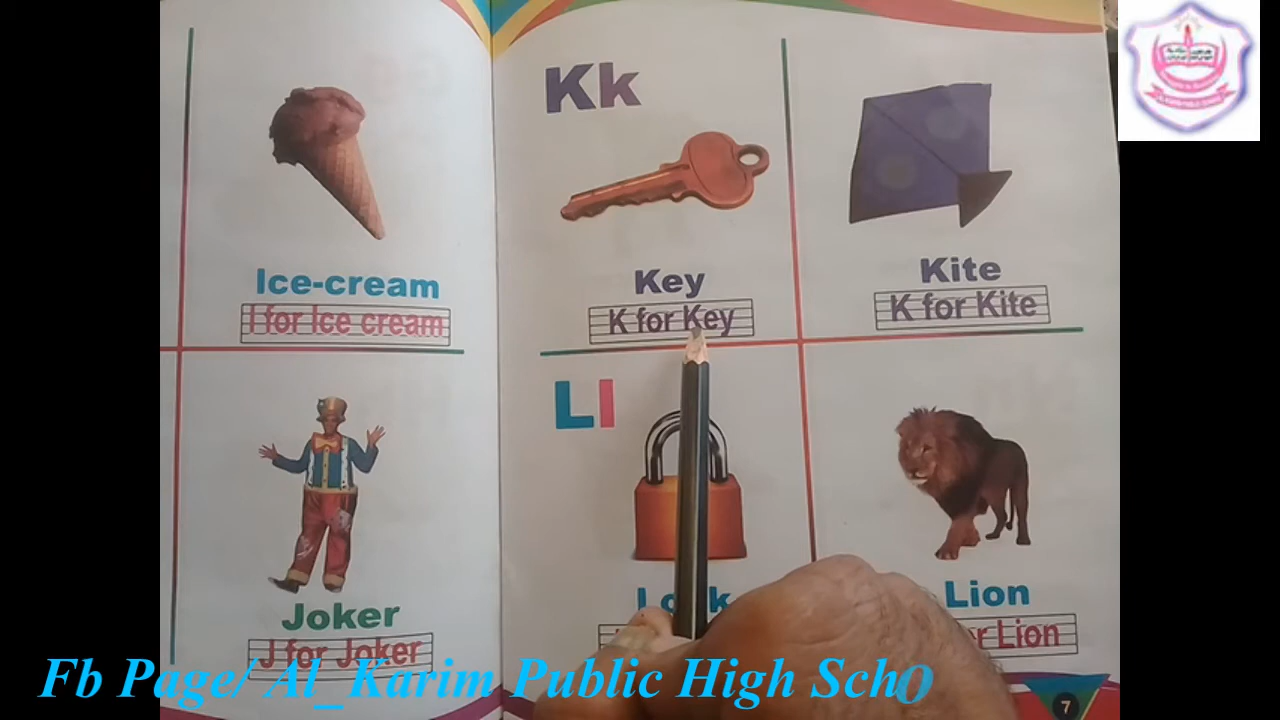 Ice-cream
I for Ice cream
Joker
J for Joker
Kk
Key
K for Key
Kite
K for Kite
Ll
Lock
Lion
r Lion
7
Fb Page/ Al_Karim Public High Scho